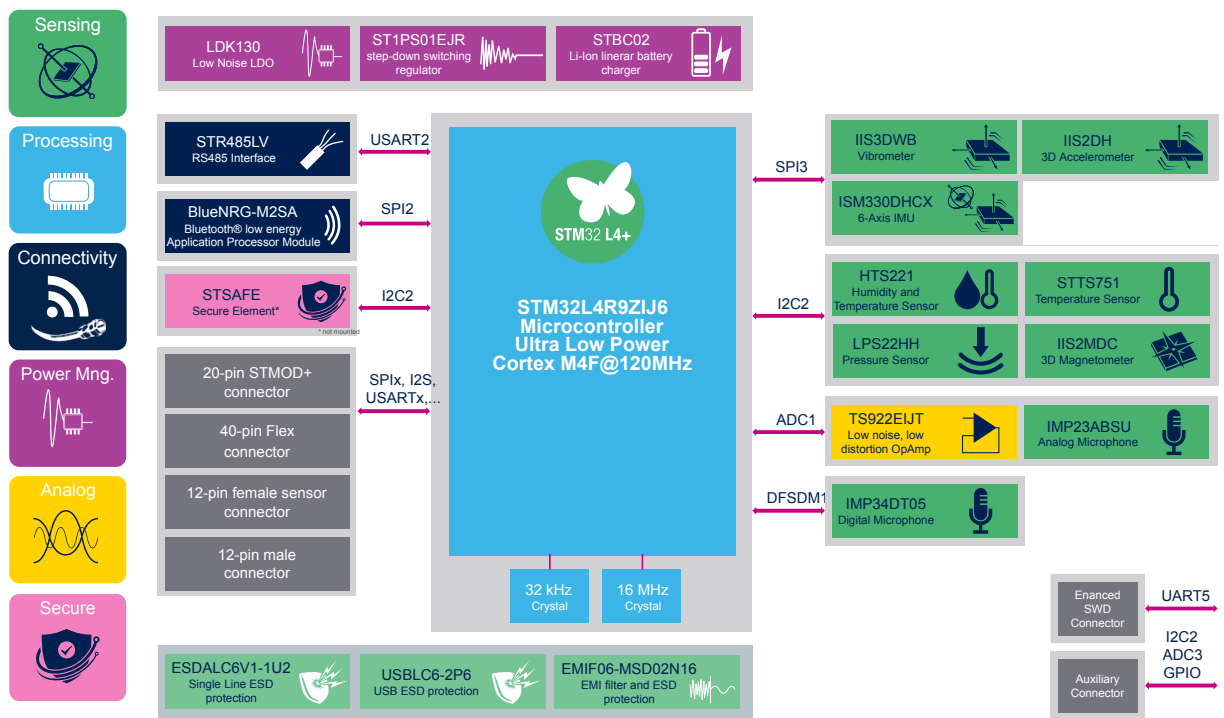 Sensing
Processing
Connectivity
Power Mng.
Analog
Secure
LDK130
Low Noise LDO
ST1PS01EJR
step-down switching
regulator
STBC02
Li-Ion linerar battery
charger
STR485LV
RS485 Interface
USART2
BlueNRG-M2SA
Bluetooth® low energy
Application Processor Module
SPI2
STSAFE
Secure Element*
* not mounted
I2C2
20-pin STMOD+
connector
40-pin Flex
connector
12-pin female sensor
connector
12-pin male
connector
SPIx, I2S,
USARTx,...
STM32 L4+
STM32L4R9ZIJ6
Microcontroller
Ultra Low Power
Cortex M4F@120MHz
32 kHz
Crystal
16 MHz
Crystal
SPI3
IIS3DWB
Vibrometer
IIS2DH
3D Accelerometer
ISM330DHCX
6-Axis IMU
I2C2
HTS221
Humidity and
Temperature Sensor
STTS751
Temperature Sensor
LPS22HH
Pressure Sensor
IIS2MDC
3D Magnetometer
ADC1
TS922EIJT
Low noise, low
distortion OpAmp
IMP23ABSU
Analog Microphone
DFSDM1
IMP34DT05
Digital Microphone
Enanced
SWD
Connector
UART5
Auxiliary
Connector
I2C2
ADC3
GPIO
ESDALC6V1-1U2
Single Line ESD
protection
USBLC6-2P6
USB ESD protection
EMIF06-MSD02N16
EMI filter and ESD
protection